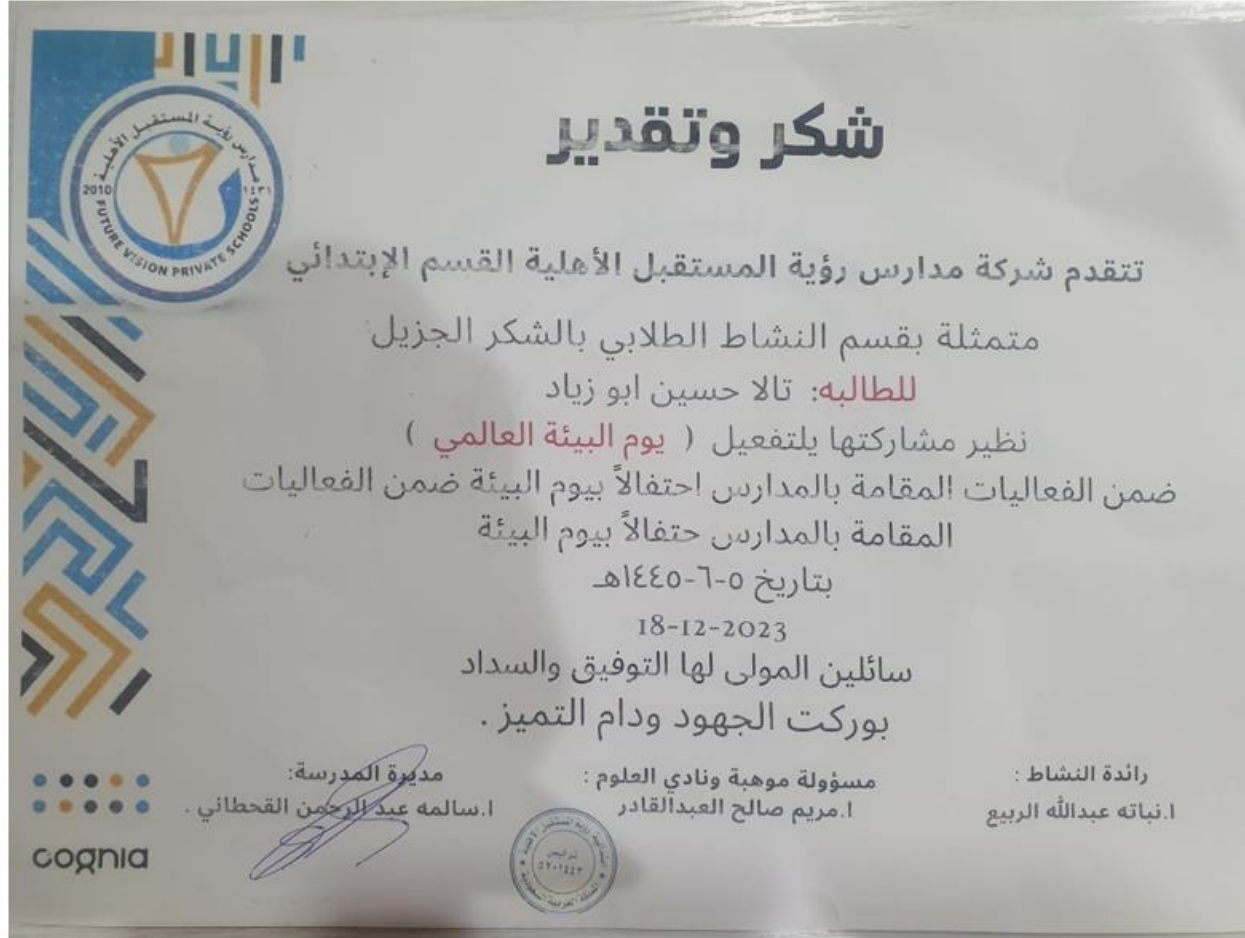 مدارس رؤية المستقبل الأهلية
2010 ١٤٣١
FUTURE VISION PRIVATE SCHOOLS
شكر وتقدير
تتقدم شركة مدارس رؤية المستقبل الأهلية القسم الإبتدائي
متمثلة بقسم النشاط الطلابي بالشكر الجزيل
للطالبه: تالا حسين ابو زياد
نظير مشاركتها يلتفعيل ( يوم البيئة العالمي )
ضمن الفعاليات المقامة بالمدارس احتفالاً بيوم البيئة ضمن الفعاليات
المقامة بالمدارس حتفالاً بيوم البيئة
بتاريخ ٥-٦-١٤٤٥هـ
18-12-2023
سائلين المولى لها التوفيق والسداد
بوركت الجهود ودام التميز .
رائدة النشاط : مسؤولة موهبة ونادي العلوم : مديرة المدرسة:
ا.نباته عبدالله الربيع ا.مريم صالح العبدالقادر ا.سالمه عبد الرحمن القحطاني .
cognia
المملكة العربية السعودية